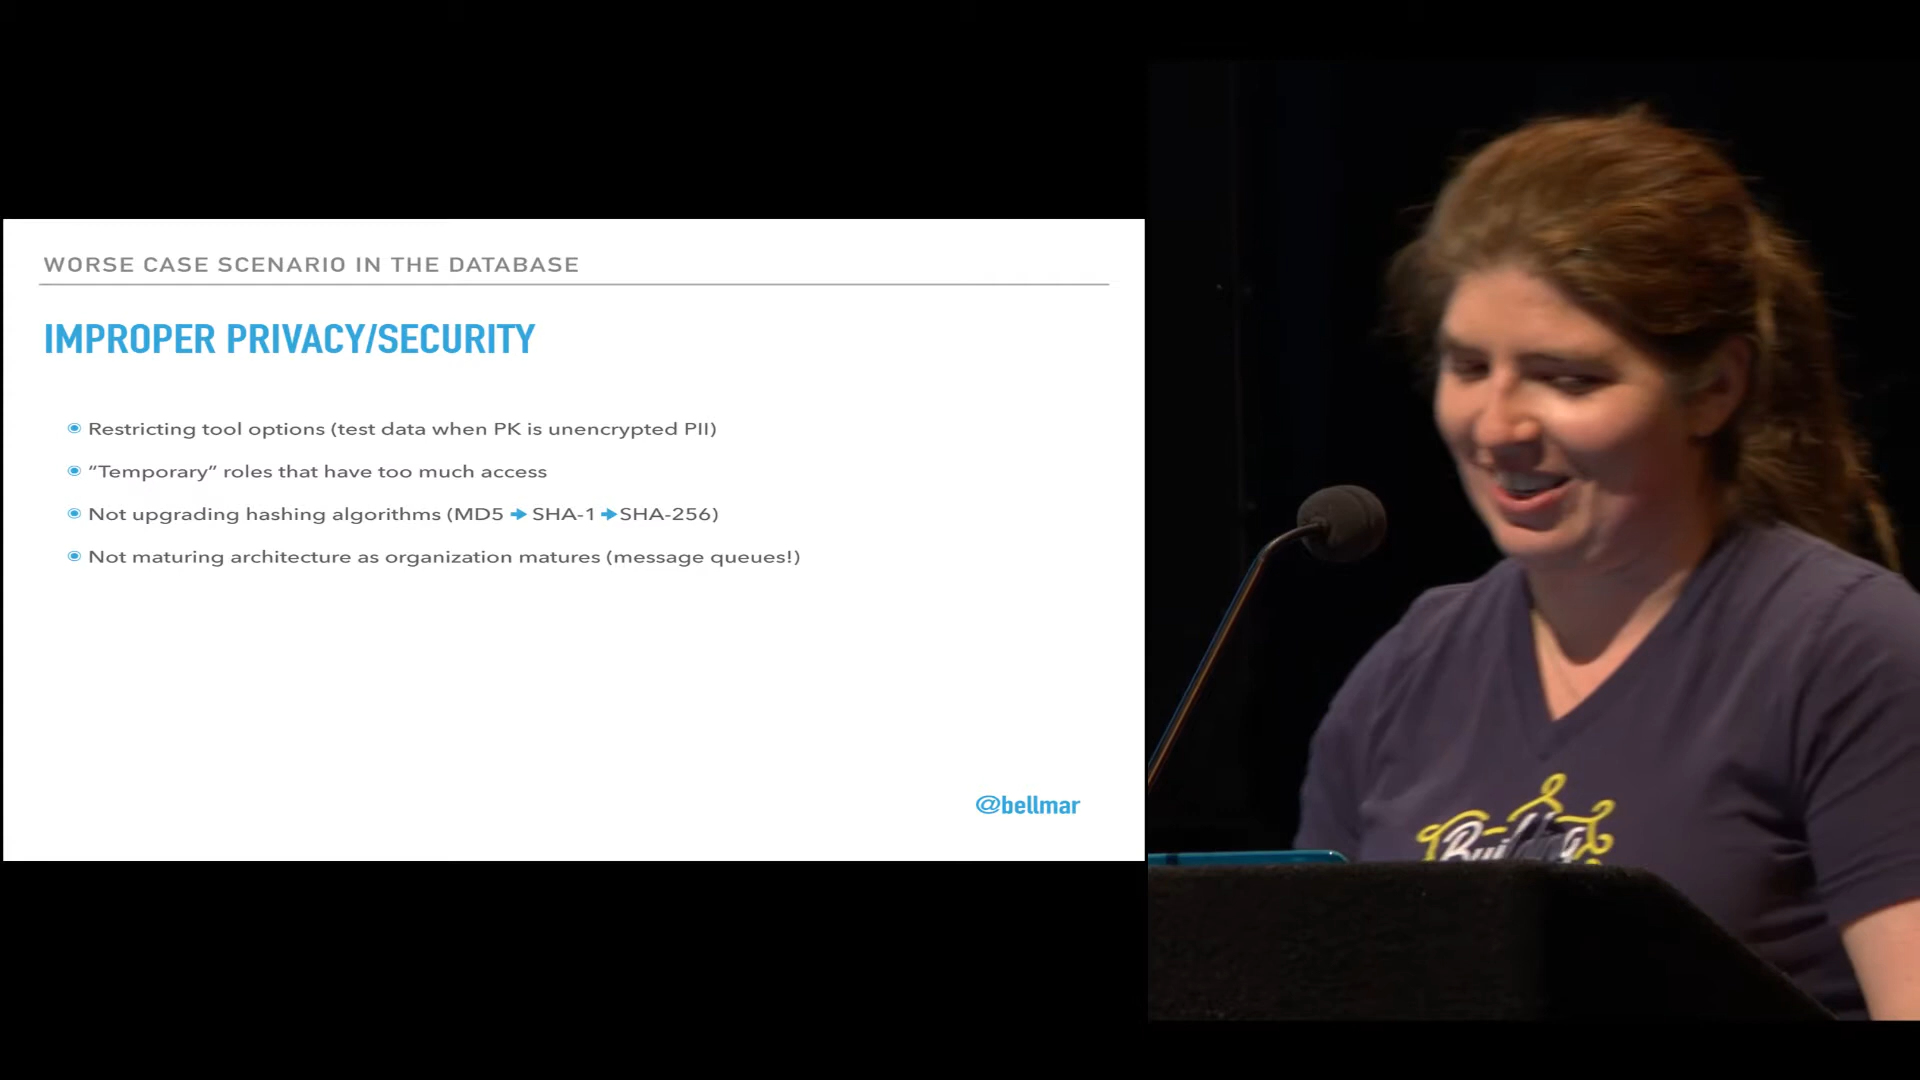 WORSE CASE SCENARIO IN THE DATABASE
IMPROPER PRIVACY/SECURITY
Restricting tool options (test data when PK is unencrypted PII)
“Temporary” roles that have too much access
Not upgrading hashing algorithms (MD5 ➡ SHA-1 ➡SHA-256)
Not maturing architecture as organization matures (message queues!)
@bellmar
Building